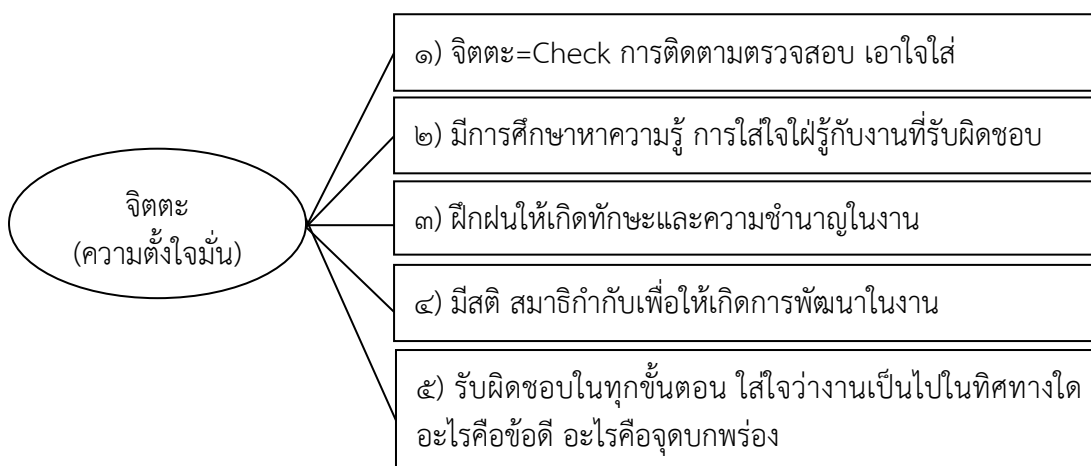 จิตตะ
(ความตั้งใจมั่น)
๑) จิตตะ=Check การติดตามตรวจสอบ เอาใจใส่
๒) มีการศึกษาหาความรู้ การใส่ใจใฝ่รู้กับงานที่รับผิดชอบ
๓) ฝึกฝนให้เกิดทักษะและความชำนาญในงาน
๔) มีสติ สมาธิกำกับเพื่อให้เกิดการพัฒนาในงาน
๕) รับผิดชอบในทุกขั้นตอน ใส่ใจว่างานเป็นไปในทิศทางใด
อะไรคือข้อดี อะไรคือจุดบกพร่อง